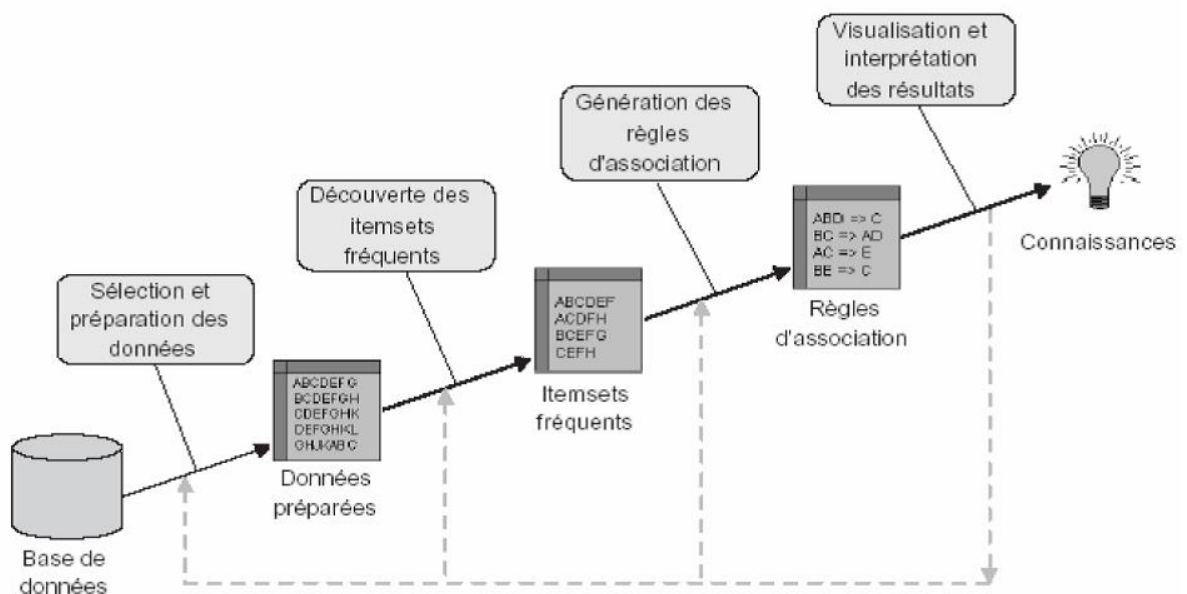 Visualisation et
interprétation
des résultats
Génération des
règles
d'association
Découverte des
itemsets
fréquents
Sélection et
préparation des
données
Base de
données
ABCDEFG
BCDEFGH
CDEFGHK
DEFGHKL
GHJKABC
Données
préparées
ABCDEF
ACDFH
BCEFG
CEFH
Itemsets
fréquents
ABD => C
BC => AD
AC => E
BE => C
Règles
d'association
Connaissances